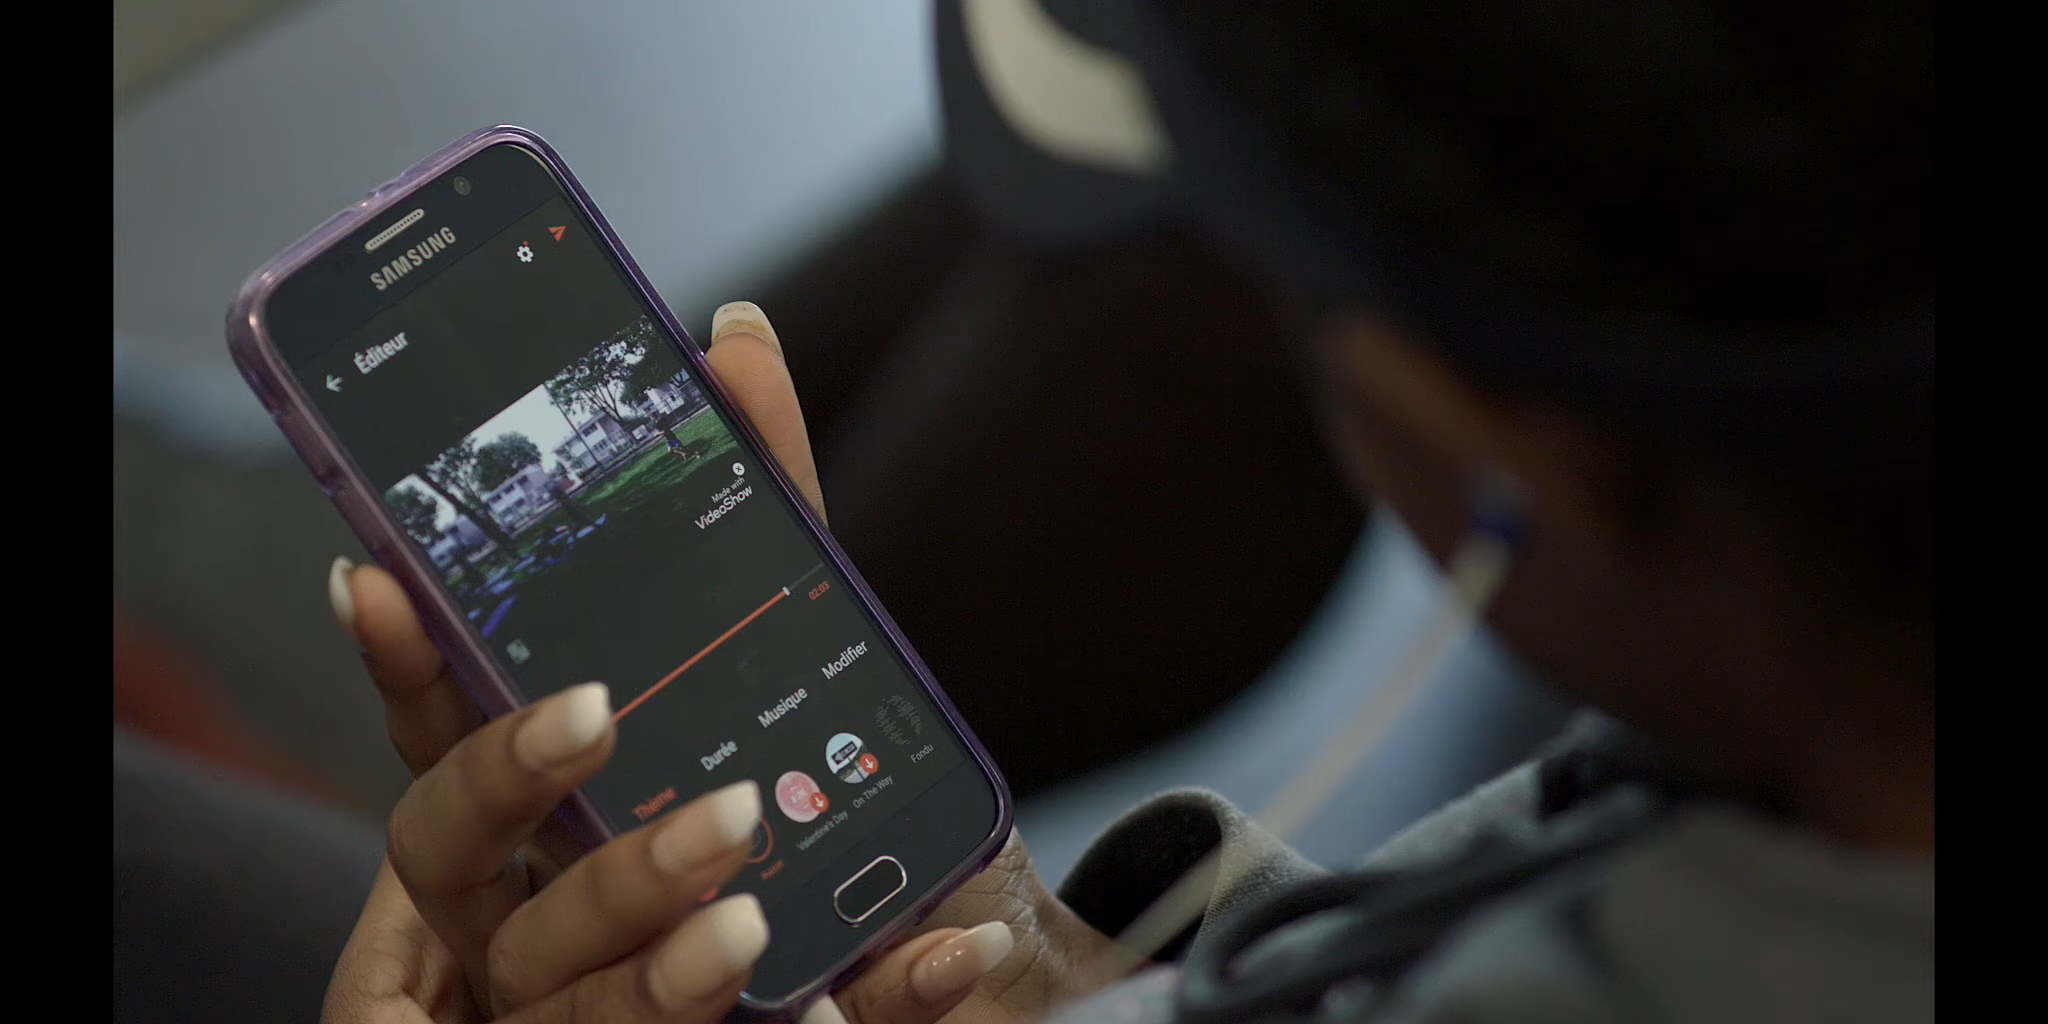 SAMSUNG
Éditeur
Made with
VideoShow
02:03
Thème
Durée
Musique
Modifier
Valentine's Day
On The Way
Fondu